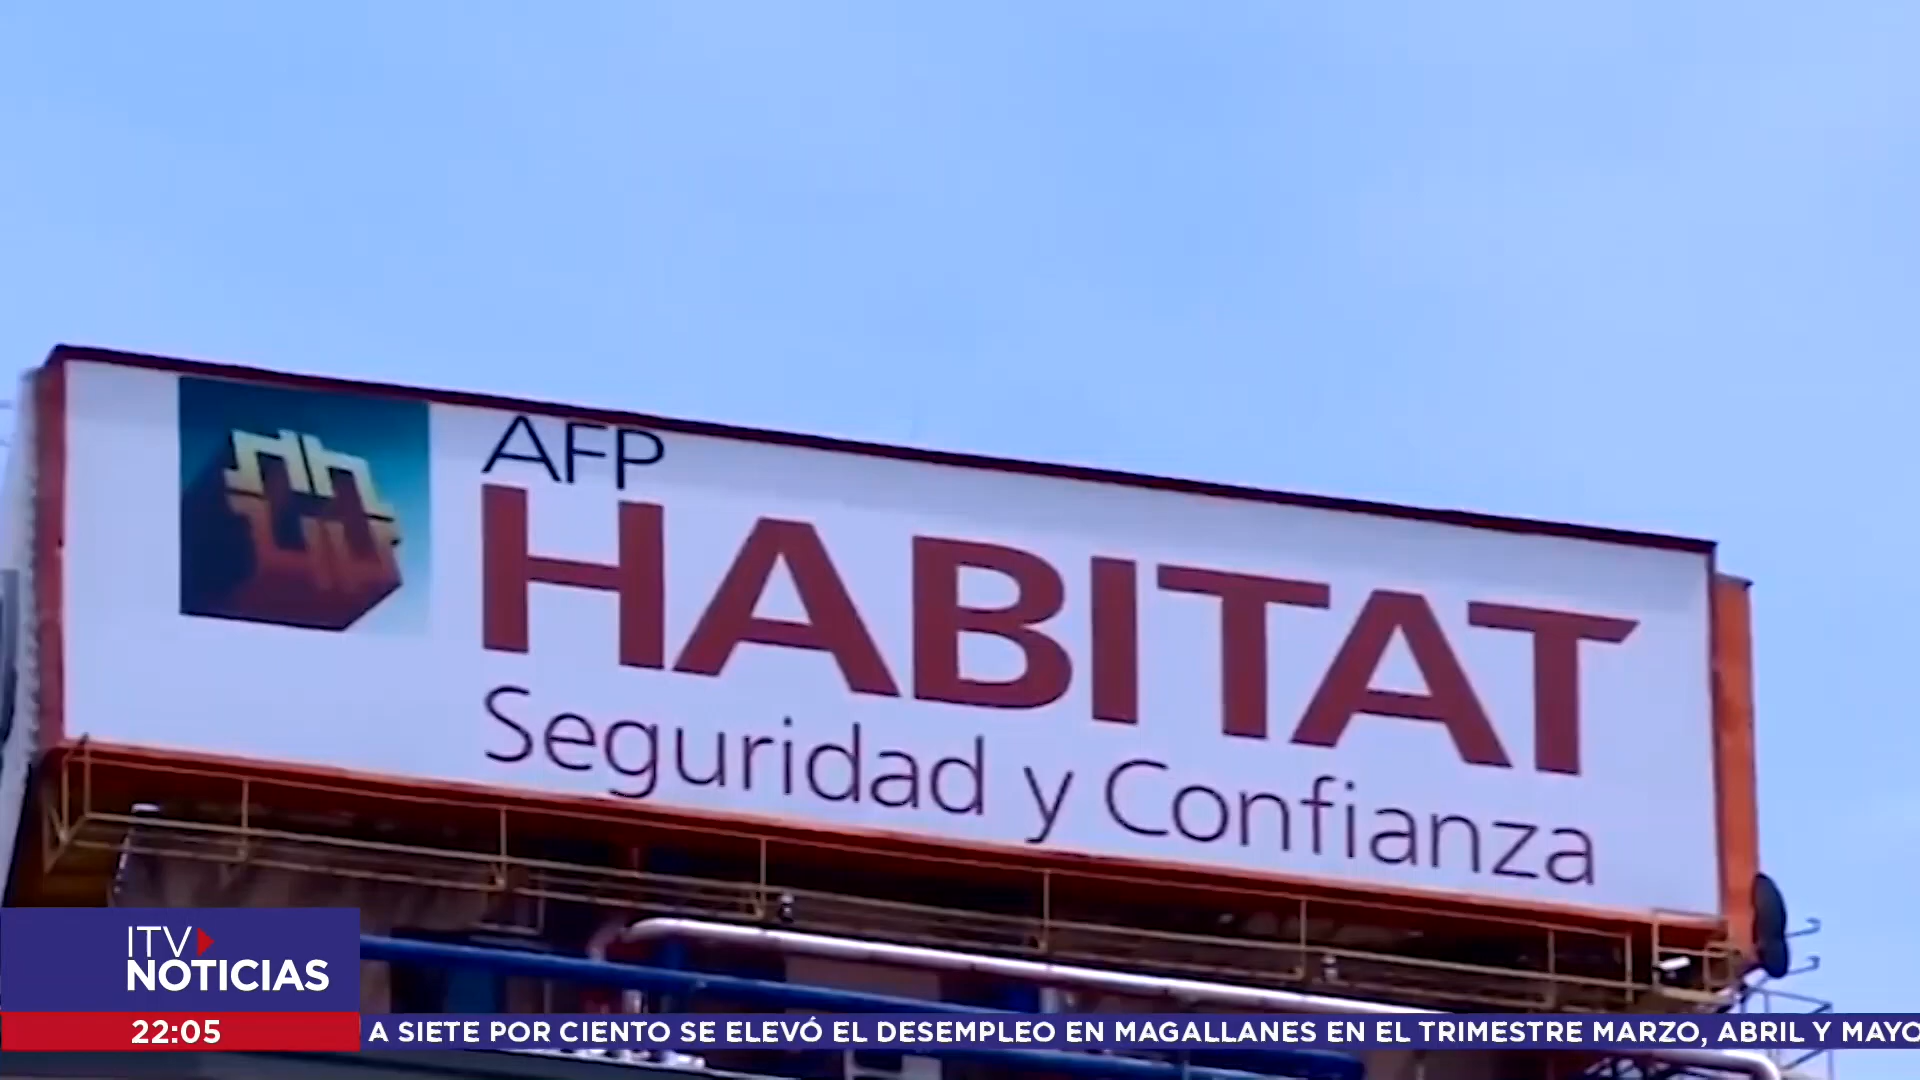 AFP
HABITAT
Seguridad y Confianza
ITV
NOTICIAS
22:05
A SIETE POR CIENTO SE ELEVÓ EL DESEMPLEO EN MAGALLANES EN EL TRIMESTRE MARZO, ABRIL Y MAYO